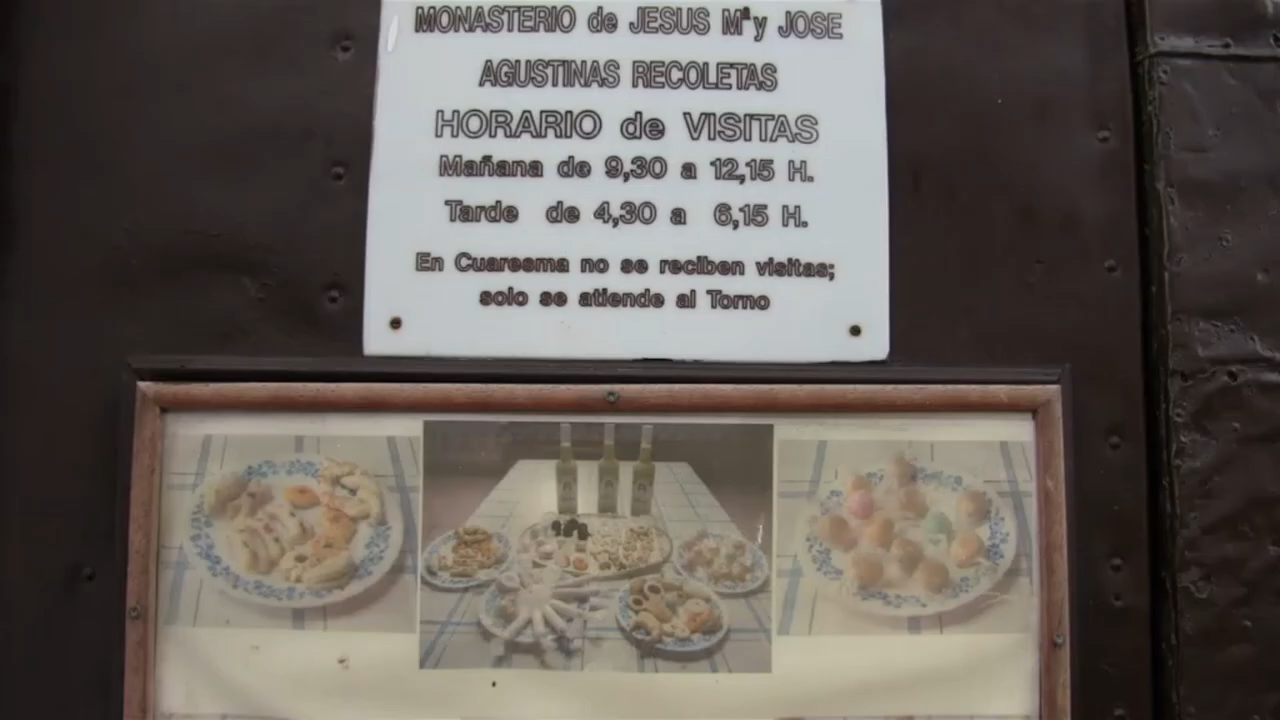 MONASTERIO de JESUS Mª y JOSE
AGUSTINAS RECOLETAS
HORARIO de VISITAS
Mañana de 9,30 a 12,15 H.
Tarde de 4,30 a 6,15 H.
En Cuaresma no se reciben visitas;
solo se atiende al Torno